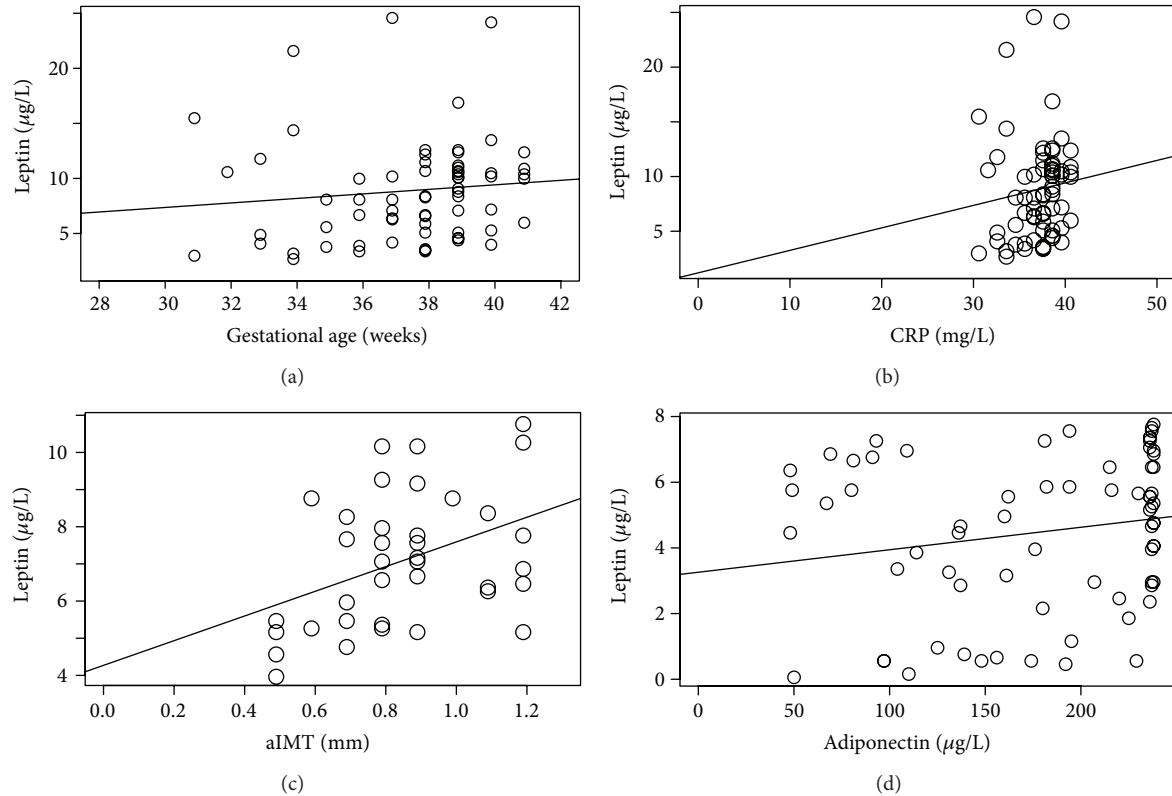 Leptin (μg/L)
20
10
5
28 30 32 34 36 38 40 42
Gestational age (weeks)
(a)
Leptin (μg/L)
20
10
5
0 10 20 30 40 50
CRP (mg/L)
(b)
Leptin (μg/L)
10
8
6
4
0.0 0.2 0.4 0.6 0.8 1.0 1.2
aIMT (mm)
(c)
Leptin (μg/L)
8
6
4
2
0
0 50 100 150 200
Adiponectin (μg/L)
(d)